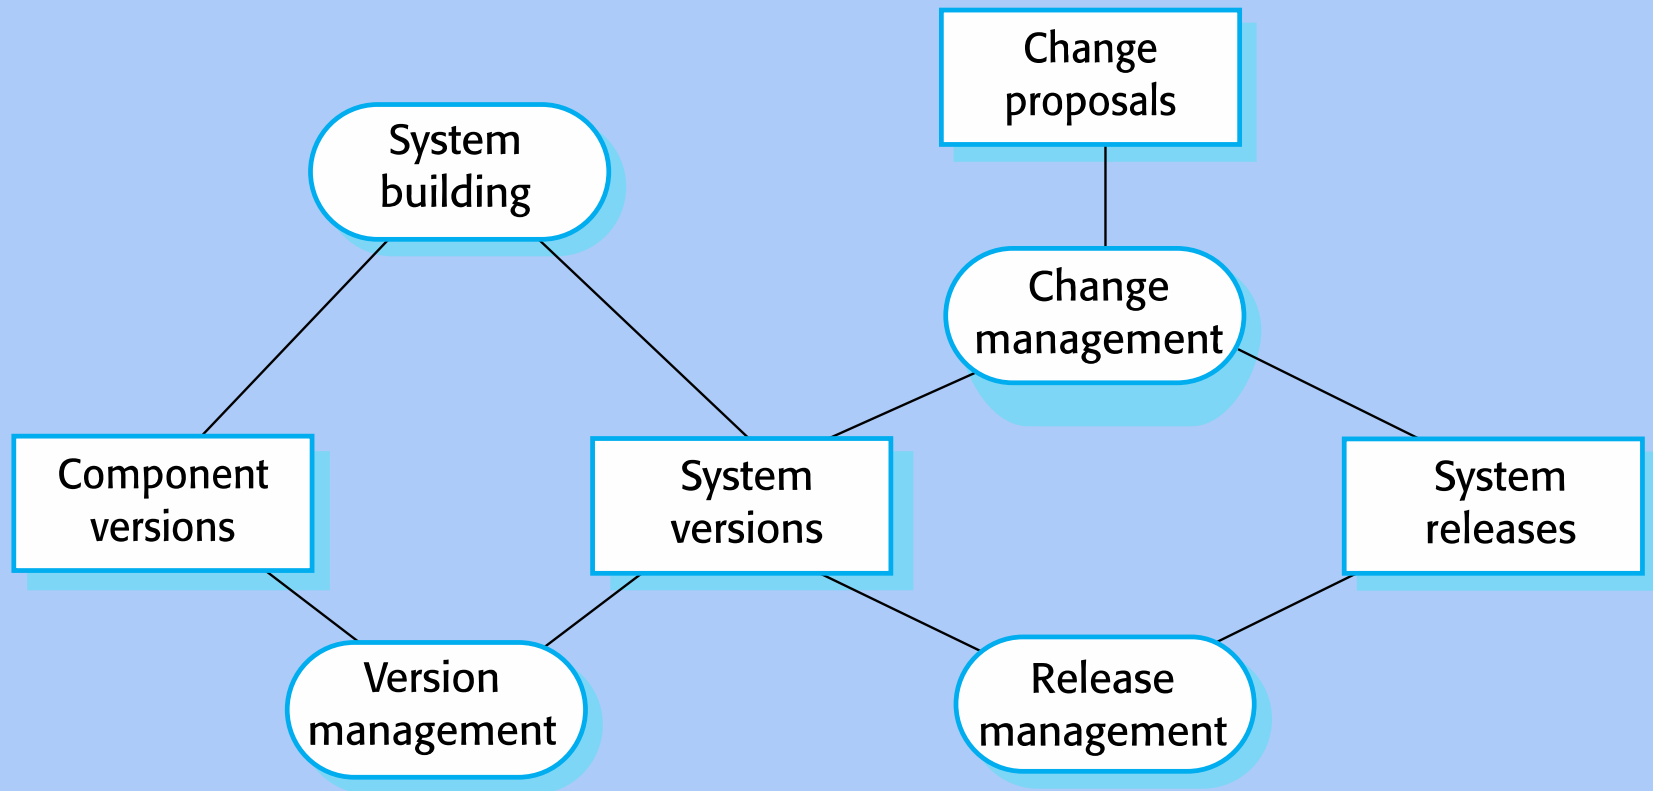 Change
proposals
System
building
Change
management
Component
versions
System
versions
System
releases
Version
management
Release
management